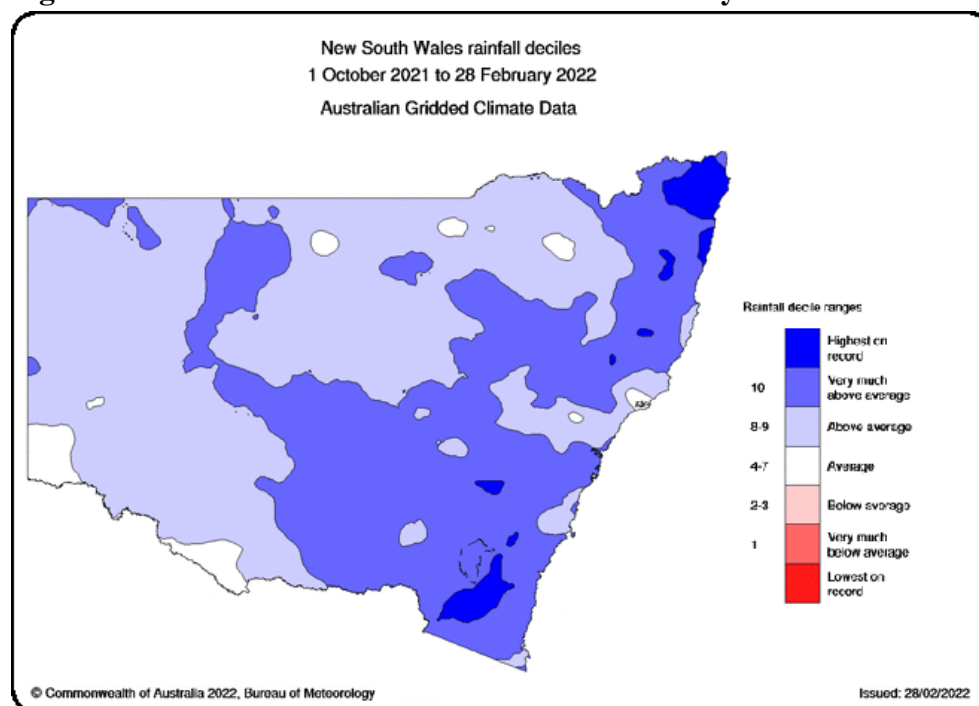 New South Wales rainfall deciles
1 October 2021 to 28 February 2022
Australian Gridded Climate Data
Rainfall decile ranges
Highest on
record
10 Very much
above average
8-9 Above average
4-7 Average
2-3 Below average
1 Very much
below average
Lowest on
record
© Commonwealth of Australia 2022, Bureau of Meteorology
Issued: 28/02/2022